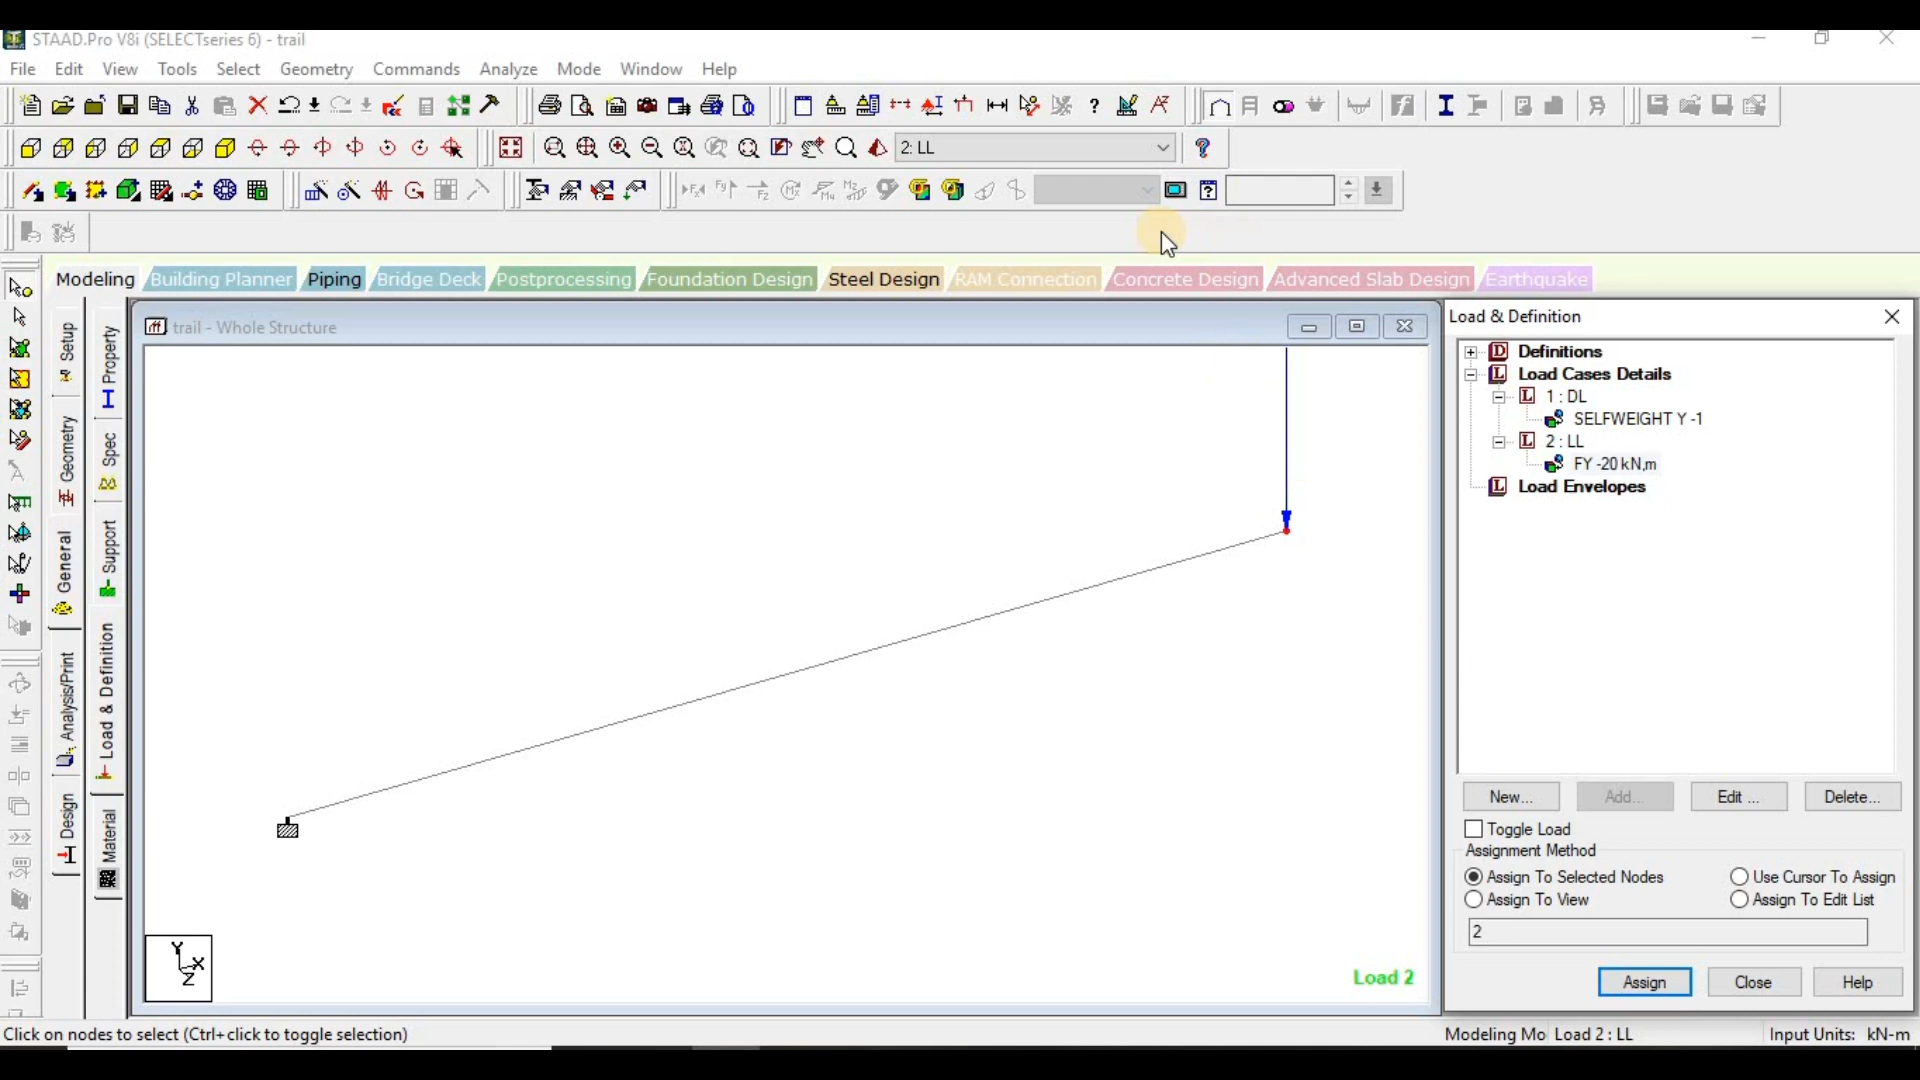 STAAD.Pro V8i (SELECTseries 6) - trail
File Edit View Tools Select Geometry Commands Analyze Mode Window Help
2: LL
Modeling Building Planner Piping Bridge Deck Postprocessing Foundation Design Steel Design RAM Connection Concrete Design Advanced Slab Design Earthquake
Setup
Geometry
General
Analysis/Print
Design
Property
Spec
Support
Load & Definition
Material
trail - Whole Structure
Y
X
Z
Load 2
Load & Definition
Definitions
Load Cases Details
1 : DL
SELFWEIGHT Y -1
2 : LL
FY -20 kN,m
Load Envelopes
New... Add... Edit ... Delete...
Toggle Load
Assignment Method
Assign To Selected Nodes Use Cursor To Assign
Assign To View Assign To Edit List
2
Assign Close Help
Click on nodes to select (Ctrl+click to toggle selection) Modeling Mo Load 2 : LL Input Units: kN-m